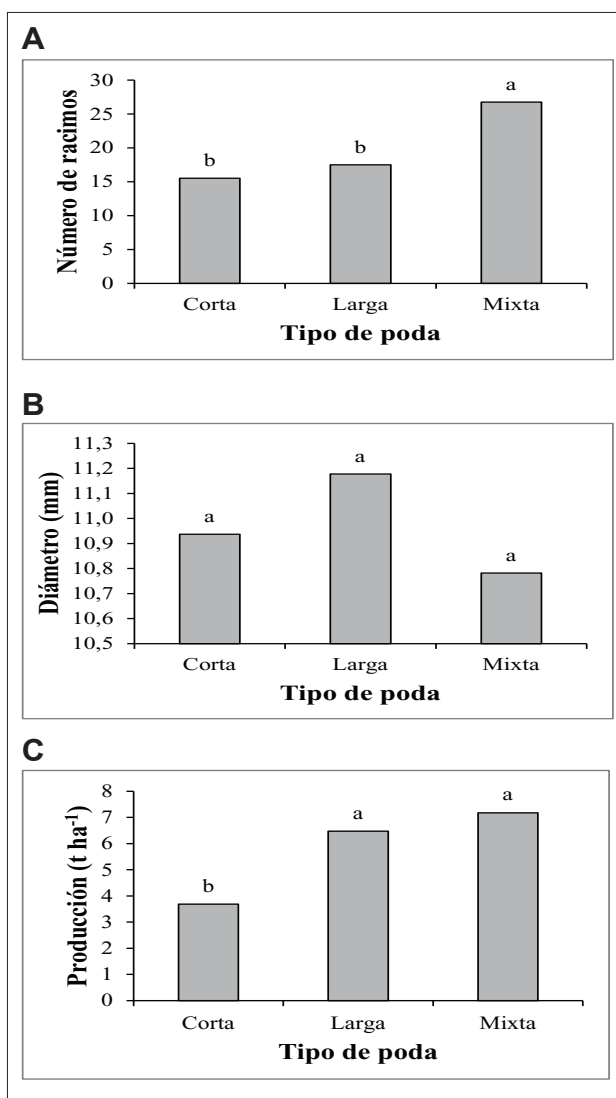 A
Número de racimos
30
25
20
15
10
5
0
b
b
a
Corta
Larga
Mixta
Tipo de poda
B
Diámetro (mm)
11,3
11,2
11,1
11,0
10,9
10,8
10,7
10,6
10,5
a
a
a
Corta
Larga
Mixta
Tipo de poda
C
Producción (t ha⁻¹)
8
7
6
5
4
3
2
1
0
b
a
a
Corta
Larga
Mixta
Tipo de poda